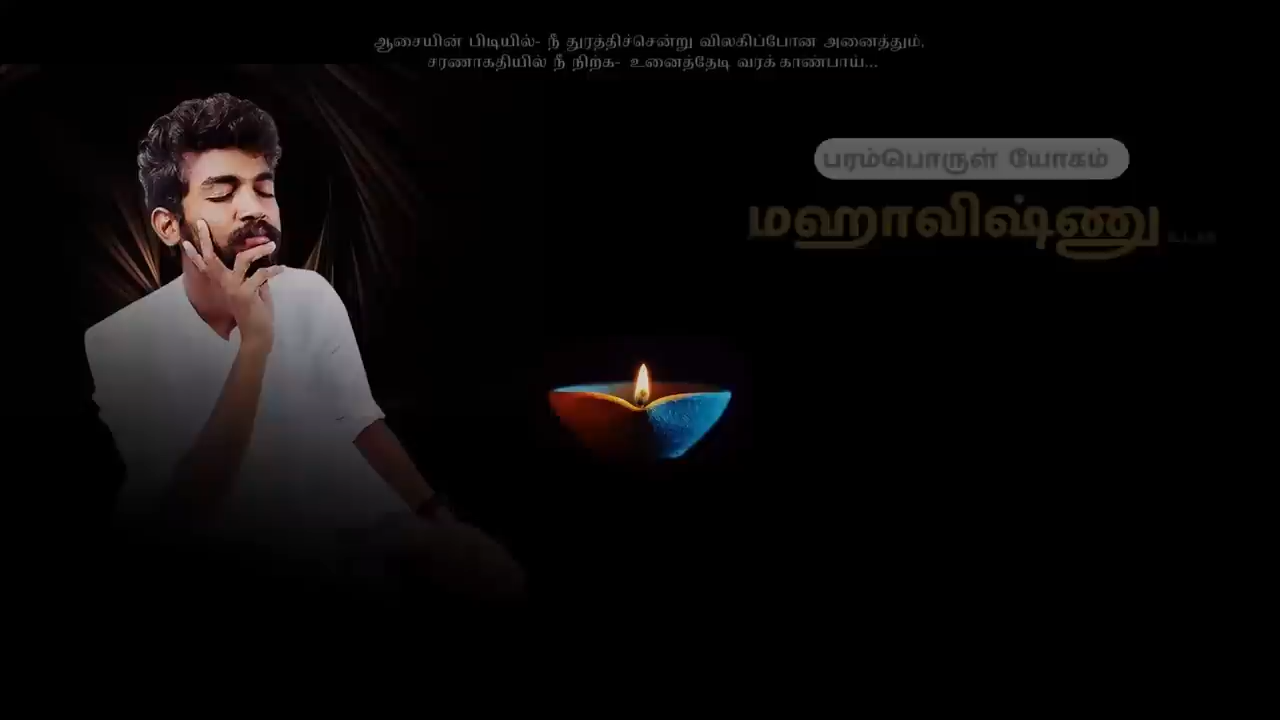 ஆசையின் பிடியில்- நீ துரத்திச்சென்று விலகிப்போன அனைத்தும்,
சரணாகதியில் நீ நிற்க- உனைத்தேடி வரக் காண்பாய்...
பரம்பொருள் யோகம்
மஹாவிஷ்ணு